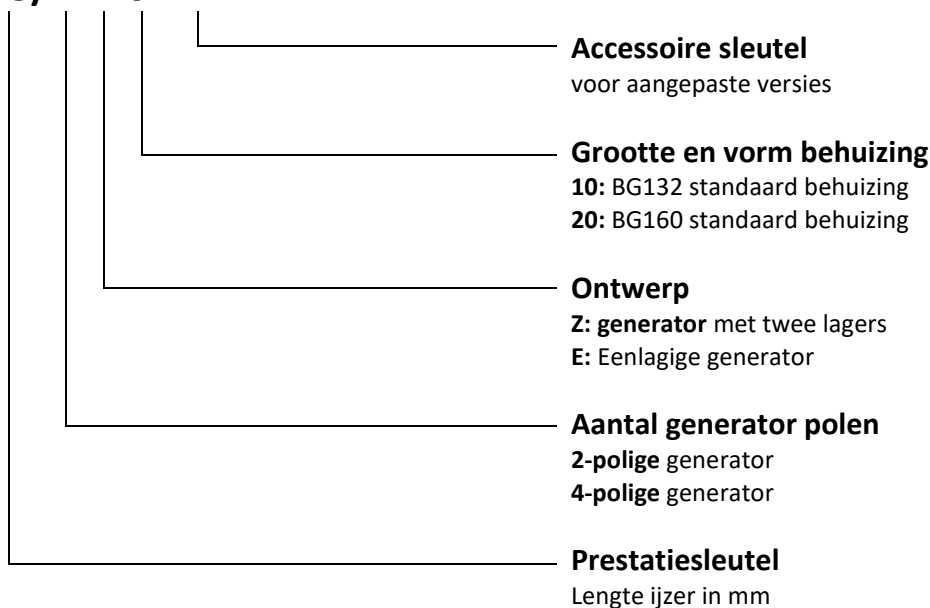 Accessoire sleutel
voor aangepaste versies
Grootte en vorm behuizing
10: BG132 standaard behuizing
20: BG160 standaard behuizing
Ontwerp
Z: generator met twee lagers
E: Eenlagige generator
Aantal generator polen
2-polige generator
4-polige generator
Prestatiesleutel
Lengte ijzer in mm